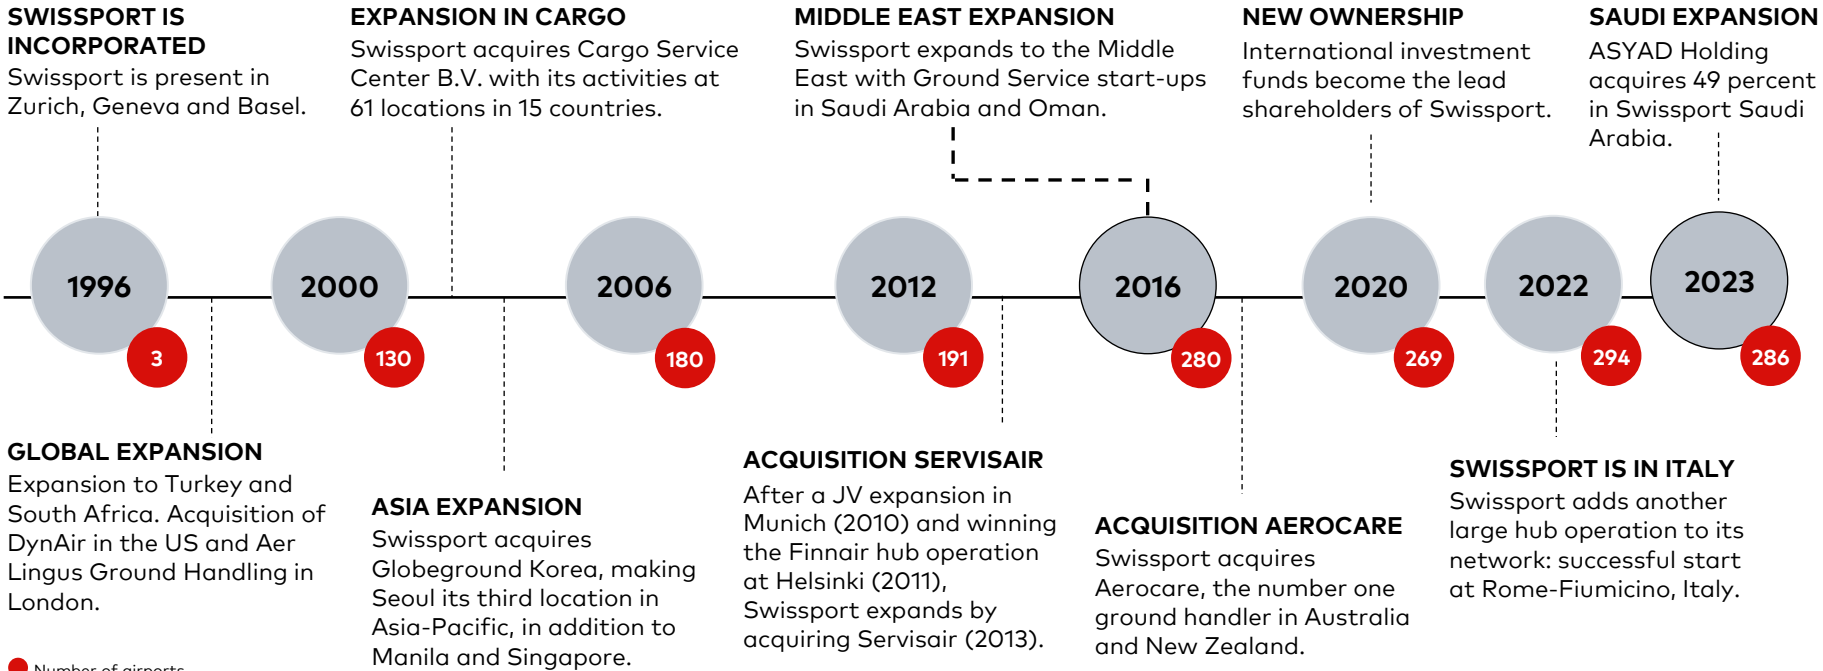 SWISSPORT IS
INCORPORATED
Swissport is present in
Zurich, Geneva and Basel.
EXPANSION IN CARGO
Swissport acquires Cargo Service
Center B.V. with its activities at
61 locations in 15 countries.
MIDDLE EAST EXPANSION
Swissport expands to the Middle
East with Ground Service start-ups
in Saudi Arabia and Oman.
NEW OWNERSHIP
International investment
funds become the lead
shareholders of Swissport.
SAUDI EXPANSION
ASYAD Holding
acquires 49 percent
in Swissport Saudi
Arabia.
1996
3
2000
130
2006
180
2012
191
2016
280
2020
269
2022
294
2023
286
GLOBAL EXPANSION
Expansion to Turkey and
South Africa. Acquisition of
DynAir in the US and Aer
Lingus Ground Handling in
London.
ASIA EXPANSION
Swissport acquires
Globeground Korea, making
Seoul its third location in
Asia-Pacific, in addition to
Manila and Singapore.
ACQUISITION SERVISAIR
After a JV expansion in
Munich (2010) and winning
the Finnair hub operation
at Helsinki (2011),
Swissport expands by
acquiring Servisair (2013).
ACQUISITION AEROCARE
Swissport acquires
Aerocare, the number one
ground handler in Australia
and New Zealand.
SWISSPORT IS IN ITALY
Swissport adds another
large hub operation to its
network: successful start
at Rome-Fiumicino, Italy.
Number of airports